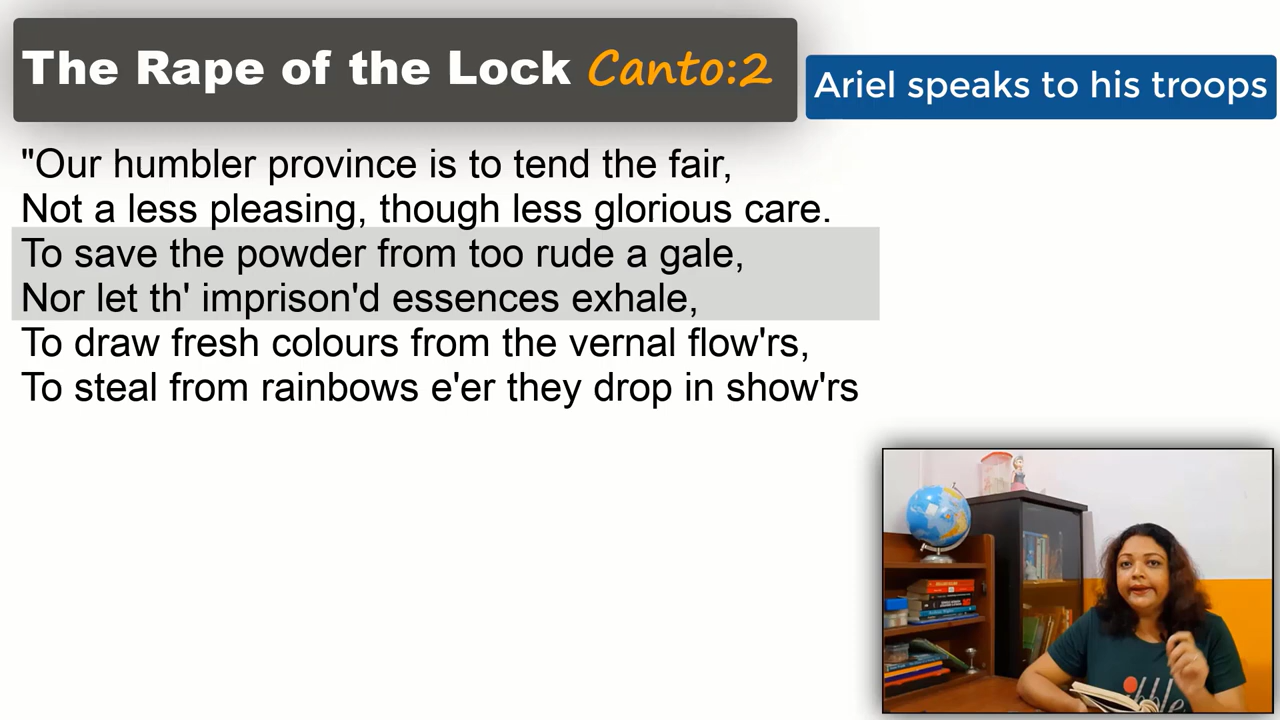 The Rape of the Lock Canto:2
Ariel speaks to his troops
"Our humbler province is to tend the fair,
Not a less pleasing, though less glorious care.
To save the powder from too rude a gale,
Nor let th' imprison'd essences exhale,
To draw fresh colours from the vernal flow'rs,
To steal from rainbows e'er they drop in show'rs